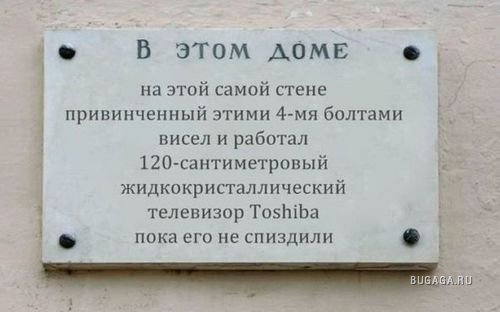 В ЭТОМ ДОМЕ
на этой самой стене
привинченный этими 4-мя болтами
висел и работал
120-сантиметровый
жидкокристаллический
телевизор Toshiba
пока его не спиздили
BUGAGA.RU